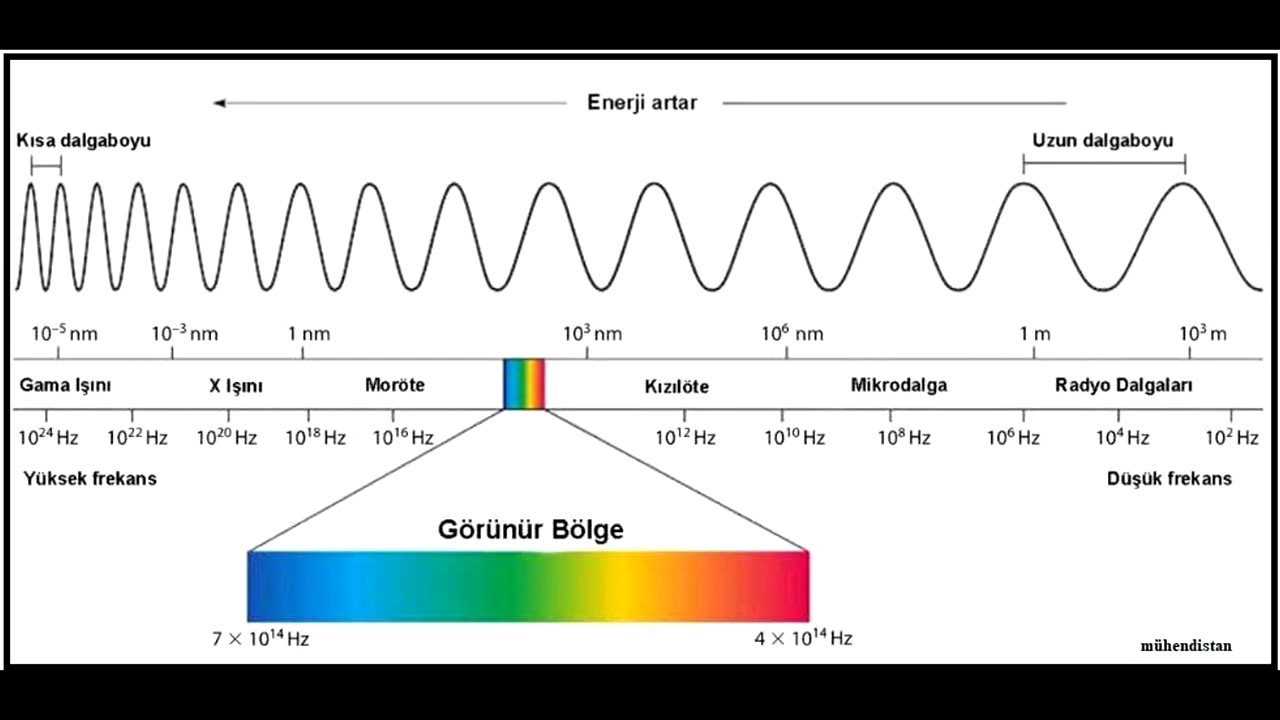 Enerji artar
Kısa dalgaboyu
Uzun dalgaboyu
10⁻⁵ nm 10⁻³ nm 1 nm 10³ nm 10⁶ nm 1 m 10³ m
Gama Işını X Işını Moröte Kızılöte Mikrodalga Radyo Dalgaları
10²⁴ Hz 10²² Hz 10²⁰ Hz 10¹⁸ Hz 10¹⁶ Hz 10¹² Hz 10¹⁰ Hz 10⁸ Hz 10⁶ Hz 10⁴ Hz 10² Hz
Yüksek frekans
Düşük frekans
Görünür Bölge
7 × 10¹⁴ Hz 4 × 10¹⁴ Hz
mühendistan